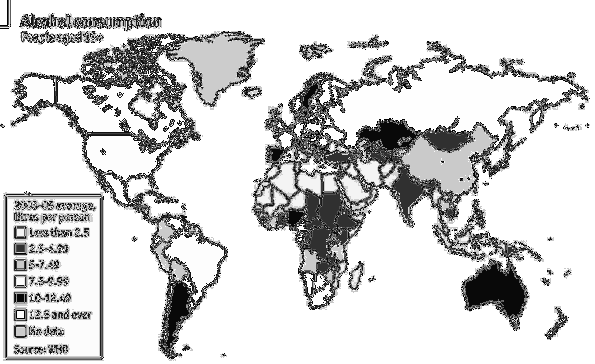 Alcohol consumption
People aged 15+
2003-05 average,
litres per person
Less than 2.5
2.5-4.99
5-7.49
7.5-9.99
10-12.49
12.5 and over
No data
Source: WHO